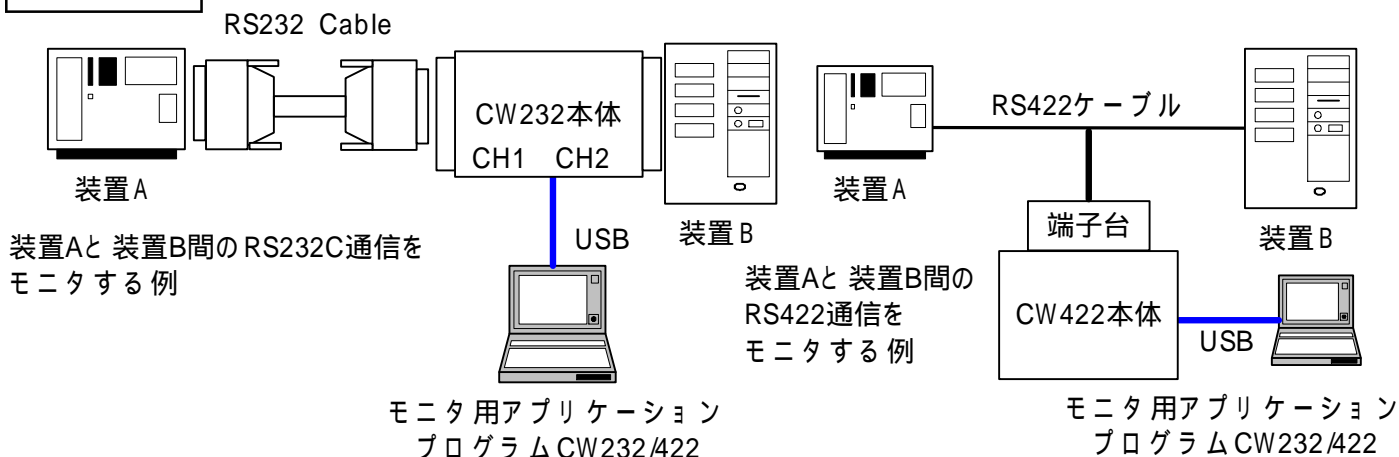 RS232 Cable
CW232本体
CH1 CH2
装置A
装置B
USB
装置Aと装置B間のRS232C通信を
モニタする例
モニタ用アプリケーション
プログラムCW232/422
RS422ケーブル
装置A
装置B
端子台
CW422本体
USB
装置Aと装置B間の
RS422通信を
モニタする例
モニタ用アプリケーション
プログラムCW232/422